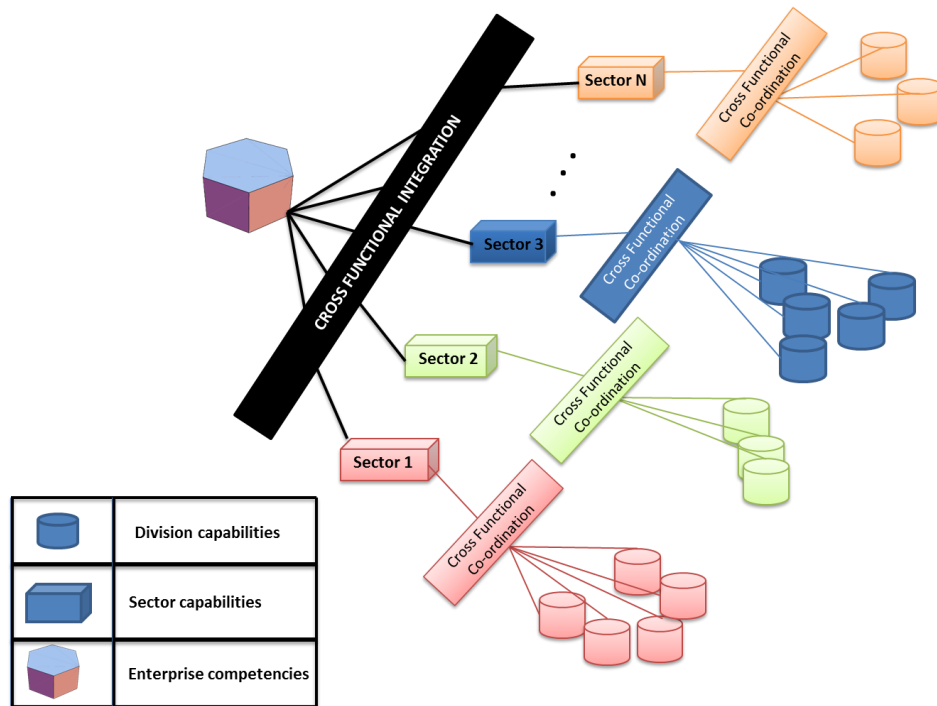 Sector N
Cross Functional
Co-ordination
CROSS FUNCTIONAL INTEGRATION
Sector 3
Cross Functional
Co-ordination
Sector 2
Cross Functional
Co-ordination
Sector 1
Cross Functional
Co-ordination
Division capabilities
Sector capabilities
Enterprise competencies